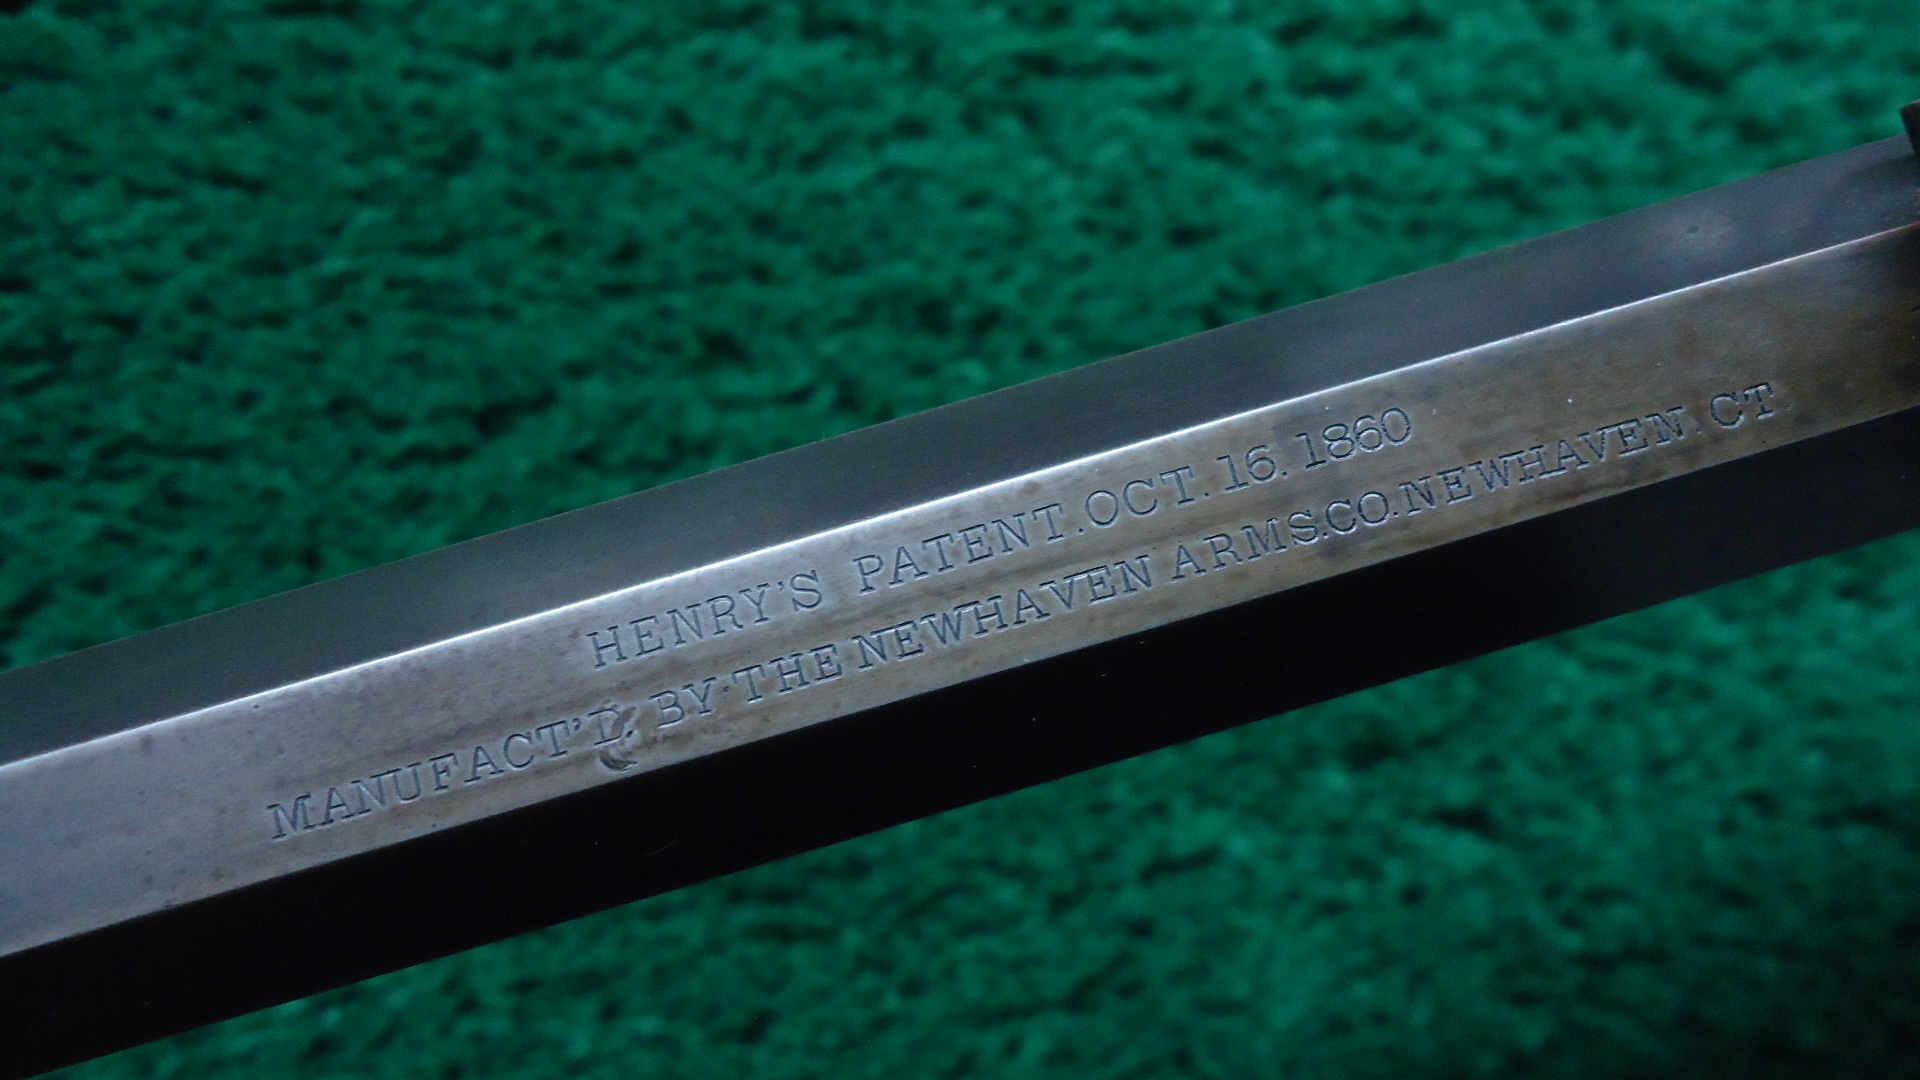 HENRY'S PATENT. OCT. 16. 1860
MANUFACT'D. BY THE NEWHAVEN ARMS. CO. NEWHAVEN. CT